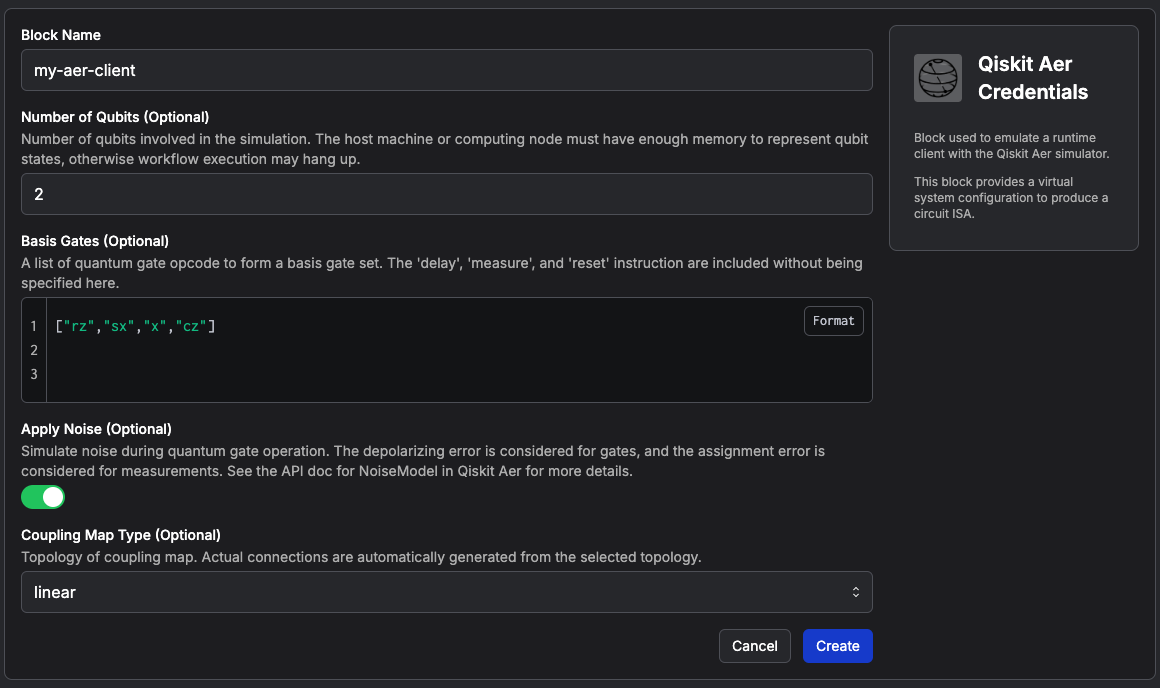 Block Name
my-aer-client
Number of Qubits (Optional)
Number of qubits involved in the simulation. The host machine or computing node must have enough memory to represent qubit
states, otherwise workflow execution may hang up.
2
Basis Gates (Optional)
A list of quantum gate opcode to form a basis gate set. The 'delay', 'measure', and 'reset' instruction are included without being
specified here.
1 ["rz","sx","x","cz"]
2
3
Format
Apply Noise (Optional)
Simulate noise during quantum gate operation. The depolarizing error is considered for gates, and the assignment error is
considered for measurements. See the API doc for NoiseModel in Qiskit Aer for more details.
Coupling Map Type (Optional)
Topology of coupling map. Actual connections are automatically generated from the selected topology.
linear
Cancel
Create
Qiskit Aer
Credentials
Block used to emulate a runtime
client with the Qiskit Aer simulator.
This block provides a virtual
system configuration to produce a
circuit ISA.